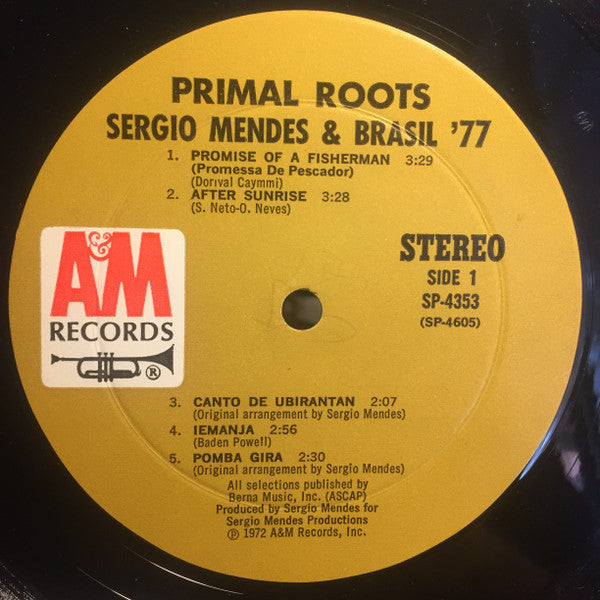 PRIMAL ROOTS
SERGIO MENDES & BRASIL '77
1. PROMISE OF A FISHERMAN 3:29
(Promessa De Pescador)
(Dorival Caymmi)
2. AFTER SUNRISE 3:28
(S. Neto-O. Neves)
A&M
RECORDS
®
STEREO
SIDE 1
SP-4353
(SP-4605)
3. CANTO DE UBIRANTAN 2:07
(Original arrangement by Sergio Mendes)
4. IEMANJA 2:56
(Baden Powell)
5. POMBA GIRA 2:30
(Original arrangement by Sergio Mendes)
All selections published by
Berna Music, Inc. (ASCAP)
Produced by Sergio Mendes for
Sergio Mendes Productions
℗ 1972 A&M Records, Inc.